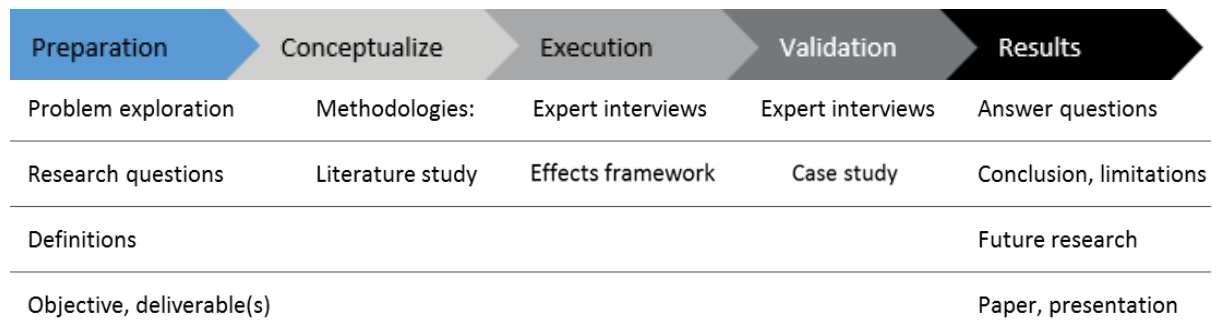 Preparation Conceptualize Execution Validation Results
Problem exploration Methodologies: Expert interviews Expert interviews Answer questions
Research questions Literature study Effects framework Case study Conclusion, limitations
Definitions Future research
Objective, deliverable(s) Paper, presentation